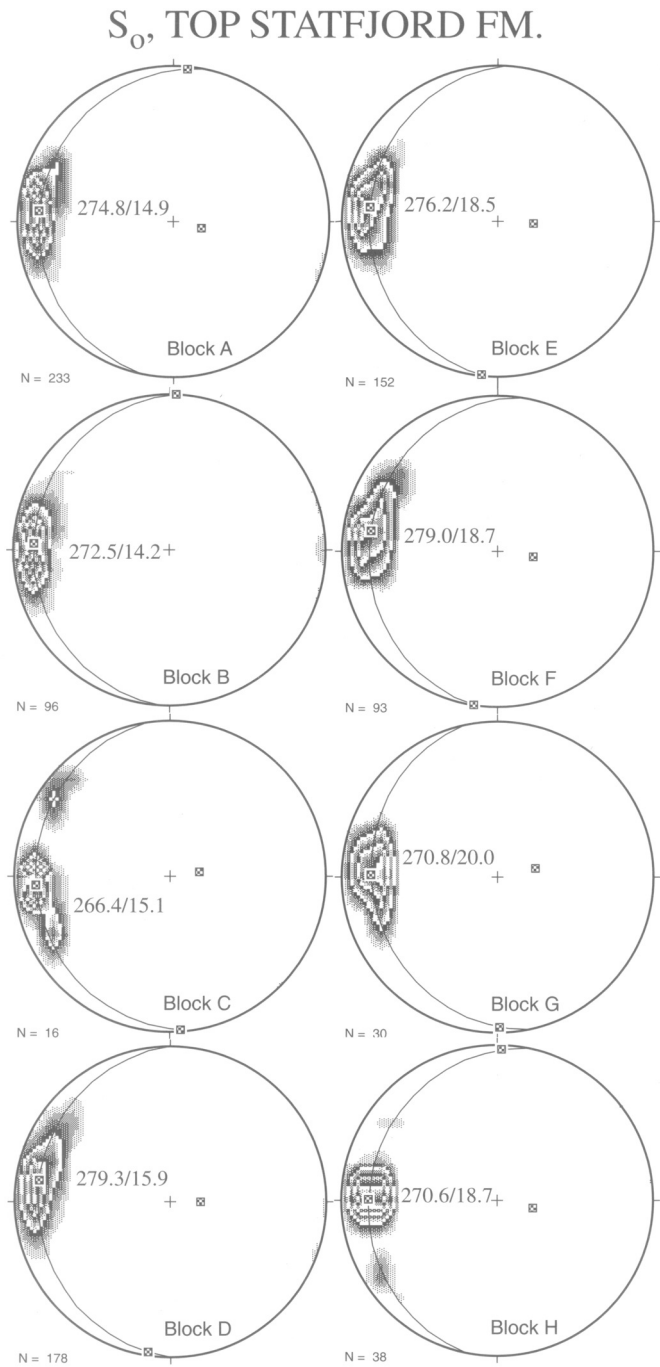 So, TOP STATFJORD FM.
274.8/14.9
Block A
N = 233
276.2/18.5
Block E
N = 152
272.5/14.2
Block B
N = 96
279.0/18.7
Block F
N = 93
266.4/15.1
Block C
N = 16
270.8/20.0
Block G
N = 30
279.3/15.9
Block D
N = 178
270.6/18.7
Block H
N = 38